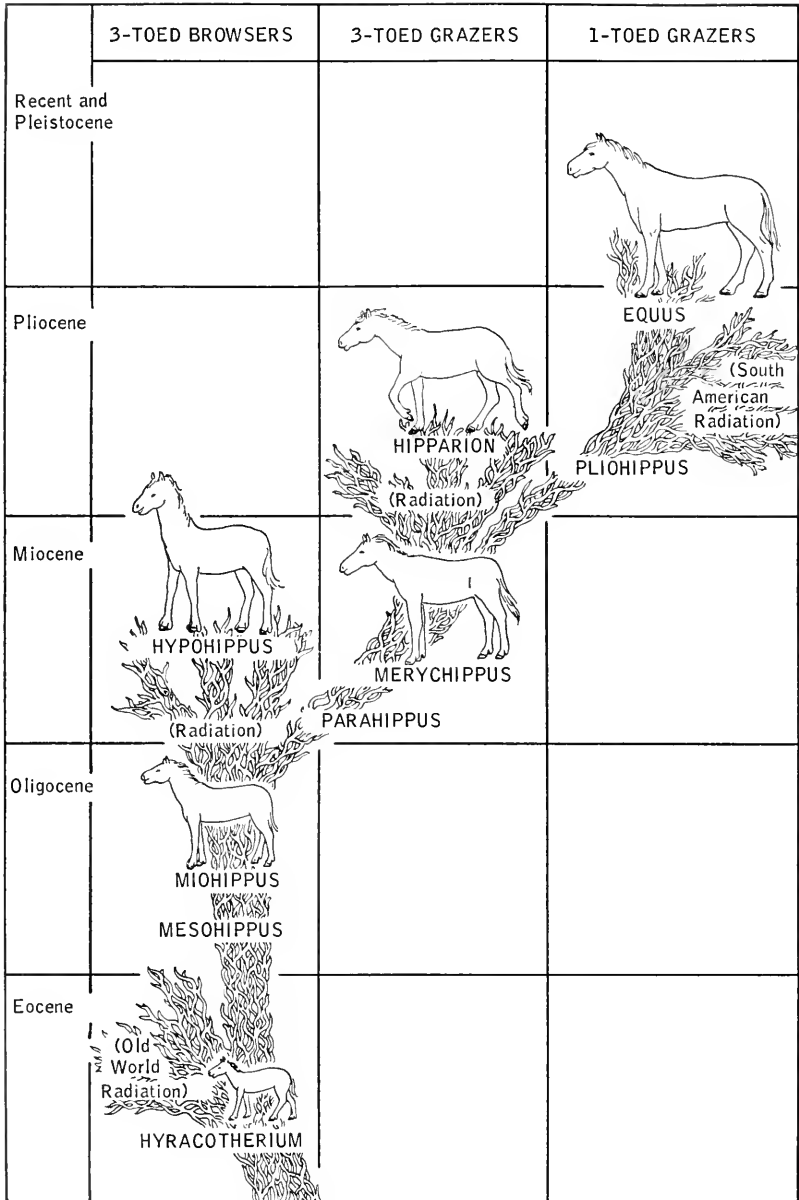 3-TOED BROWSERS
3-TOED GRAZERS
1-TOED GRAZERS
Recent and
Pleistocene
EQUUS
Pliocene
(South
American
Radiation)
HIPPARION
PLIOHIPPUS
(Radiation)
Miocene
HYPOHIPPUS
MERYCHIPPUS
PARAHIPPUS
(Radiation)
Oligocene
MIOHIPPUS
MESOHIPPUS
Eocene
(Old
World
Radiation)
HYRACOTHERIUM